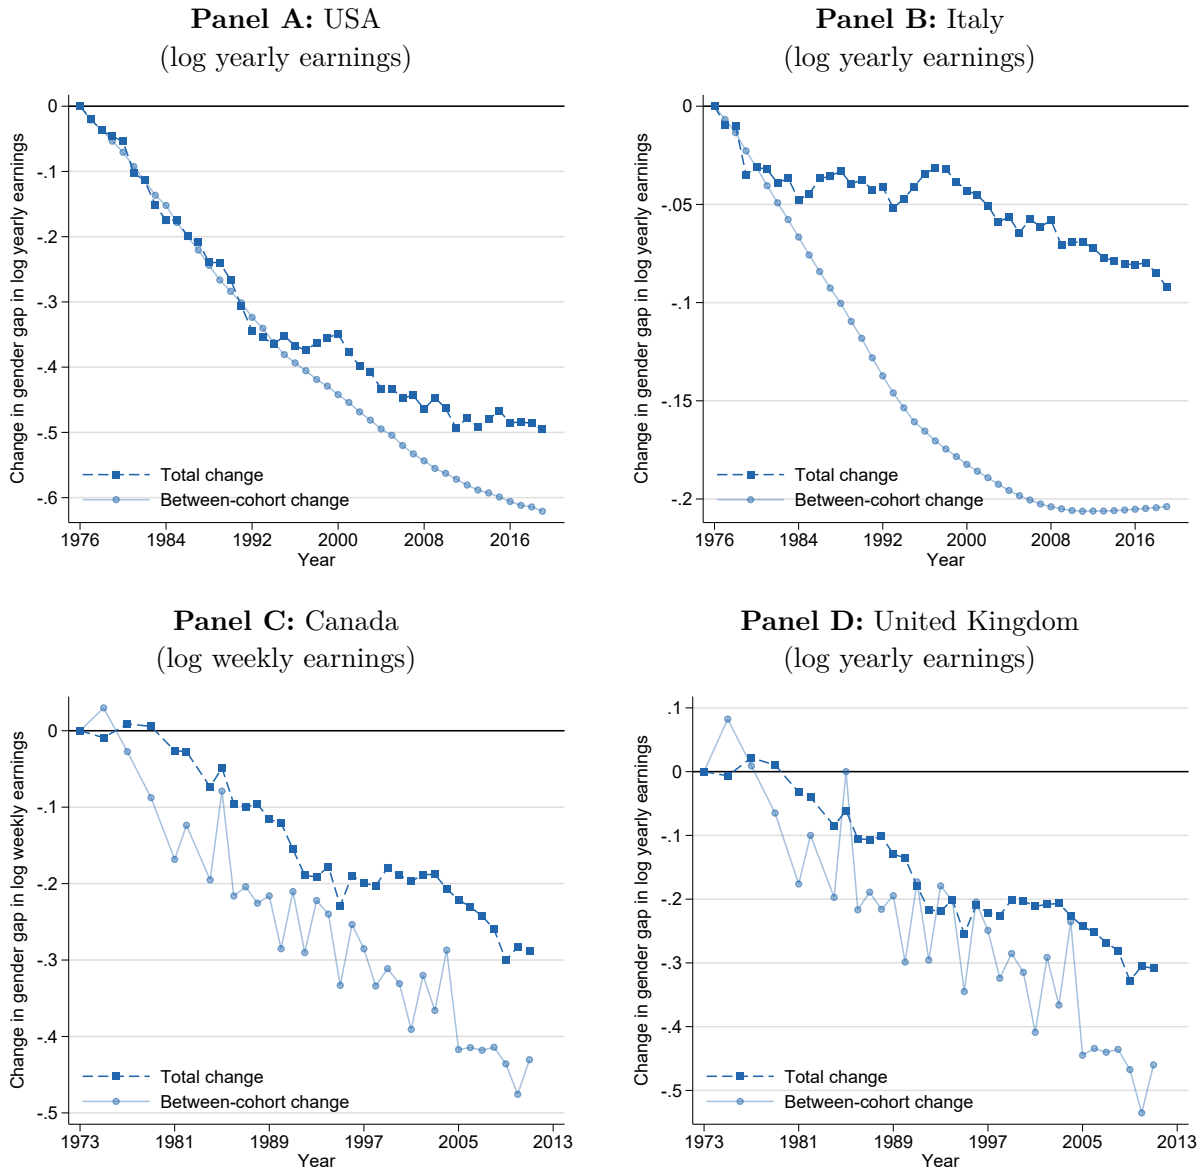 Panel A: USA
(log yearly earnings)
Change in gender gap in log yearly earnings
0
-.1
-.2
-.3
-.4
-.5
-.6
Total change
Between-cohort change
1976 1984 1992 2000 2008 2016
Year
Panel B: Italy
(log yearly earnings)
Change in gender gap in log yearly earnings
0
-.05
-.1
-.15
-.2
Total change
Between-cohort change
1976 1984 1992 2000 2008 2016
Year
Panel C: Canada
(log weekly earnings)
Change in gender gap in log weekly earnings
0
-.1
-.2
-.3
-.4
-.5
Total change
Between-cohort change
1973 1981 1989 1997 2005 2013
Year
Panel D: United Kingdom
(log yearly earnings)
Change in gender gap in log yearly earnings
.1
0
-.1
-.2
-.3
-.4
-.5
Total change
Between-cohort change
1973 1981 1989 1997 2005 2013
Year